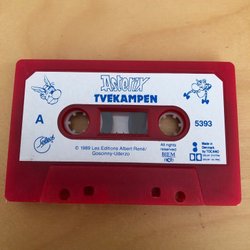 Asterix
TVEKAMPEN
A
5393
© 1989 Les Editions Albert René/
Goscinny-Uderzo
All rights
reserved
BIEM
ncb
Made in
Denmark
by TOCANO